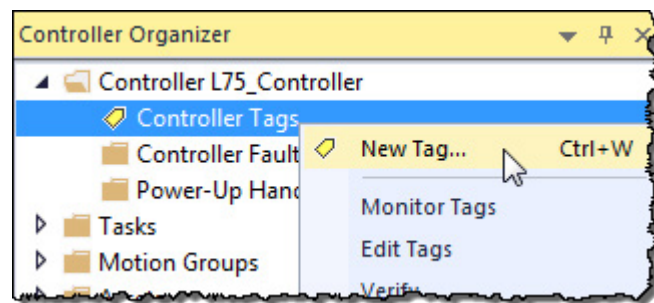 Controller Organizer
Controller L75_Controller
Controller Tags
Controller Fault
New Tag... Ctrl+W
Power-Up Hand
Monitor Tags
Tasks
Edit Tags
Motion Groups
Verify